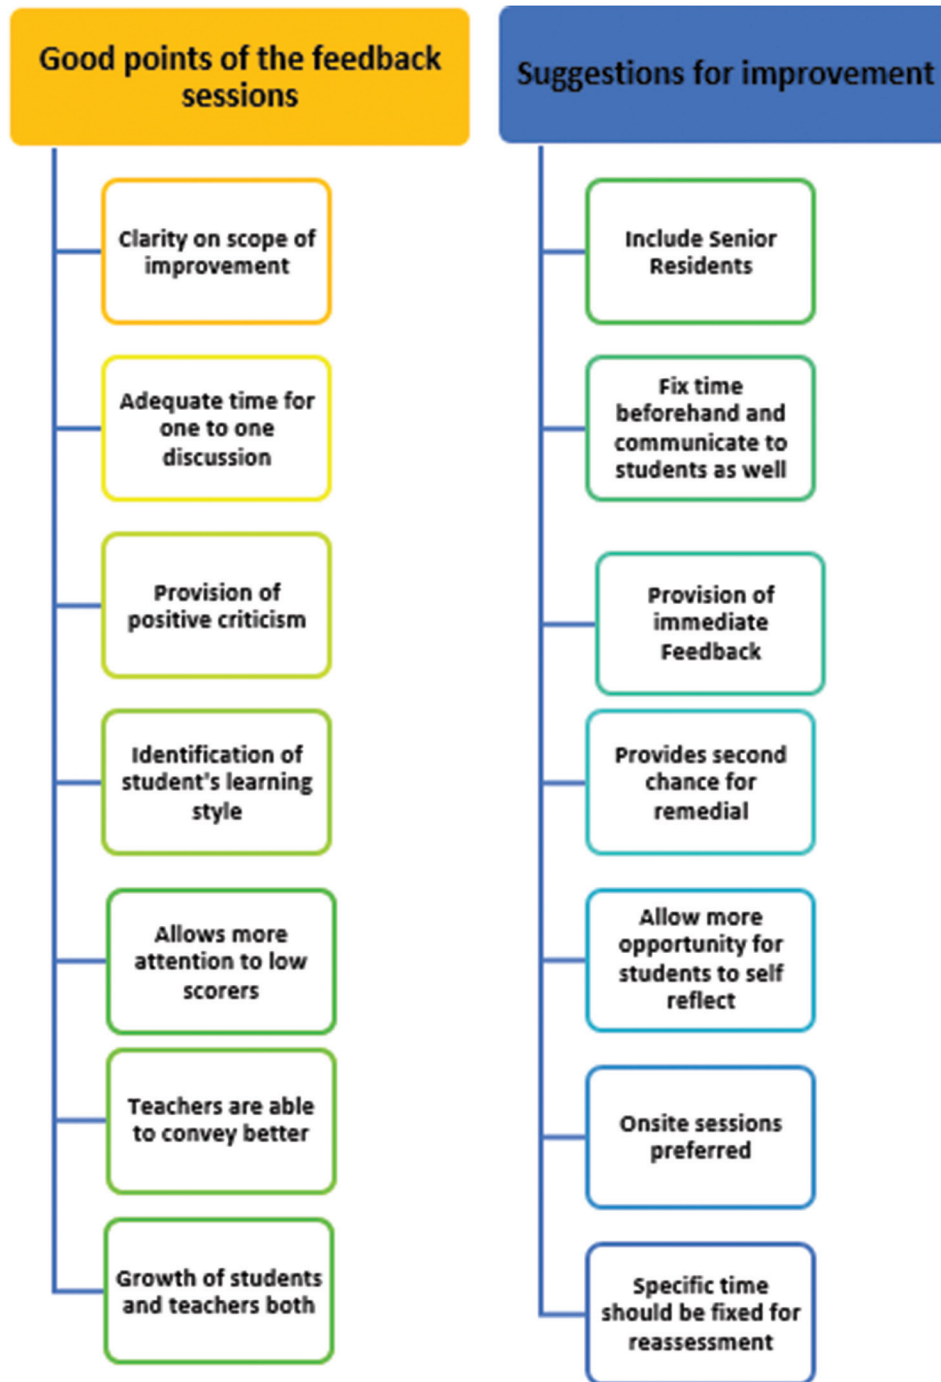 Good points of the feedback
sessions
Clarity on scope of
improvement
Adequate time for
one to one
discussion
Provision of
positive criticism
Identification of
student's learning
style
Allows more
attention to low
scorers
Teachers are able
to convey better
Growth of students
and teachers both
Suggestions for improvement
Include Senior
Residents
Fix time
beforehand and
communicate to
students as well
Provision of
immediate
Feedback
Provides second
chance for
remedial
Allow more
opportunity for
students to self
reflect
Onsite sessions
preferred
Specific time
should be fixed for
reassessment